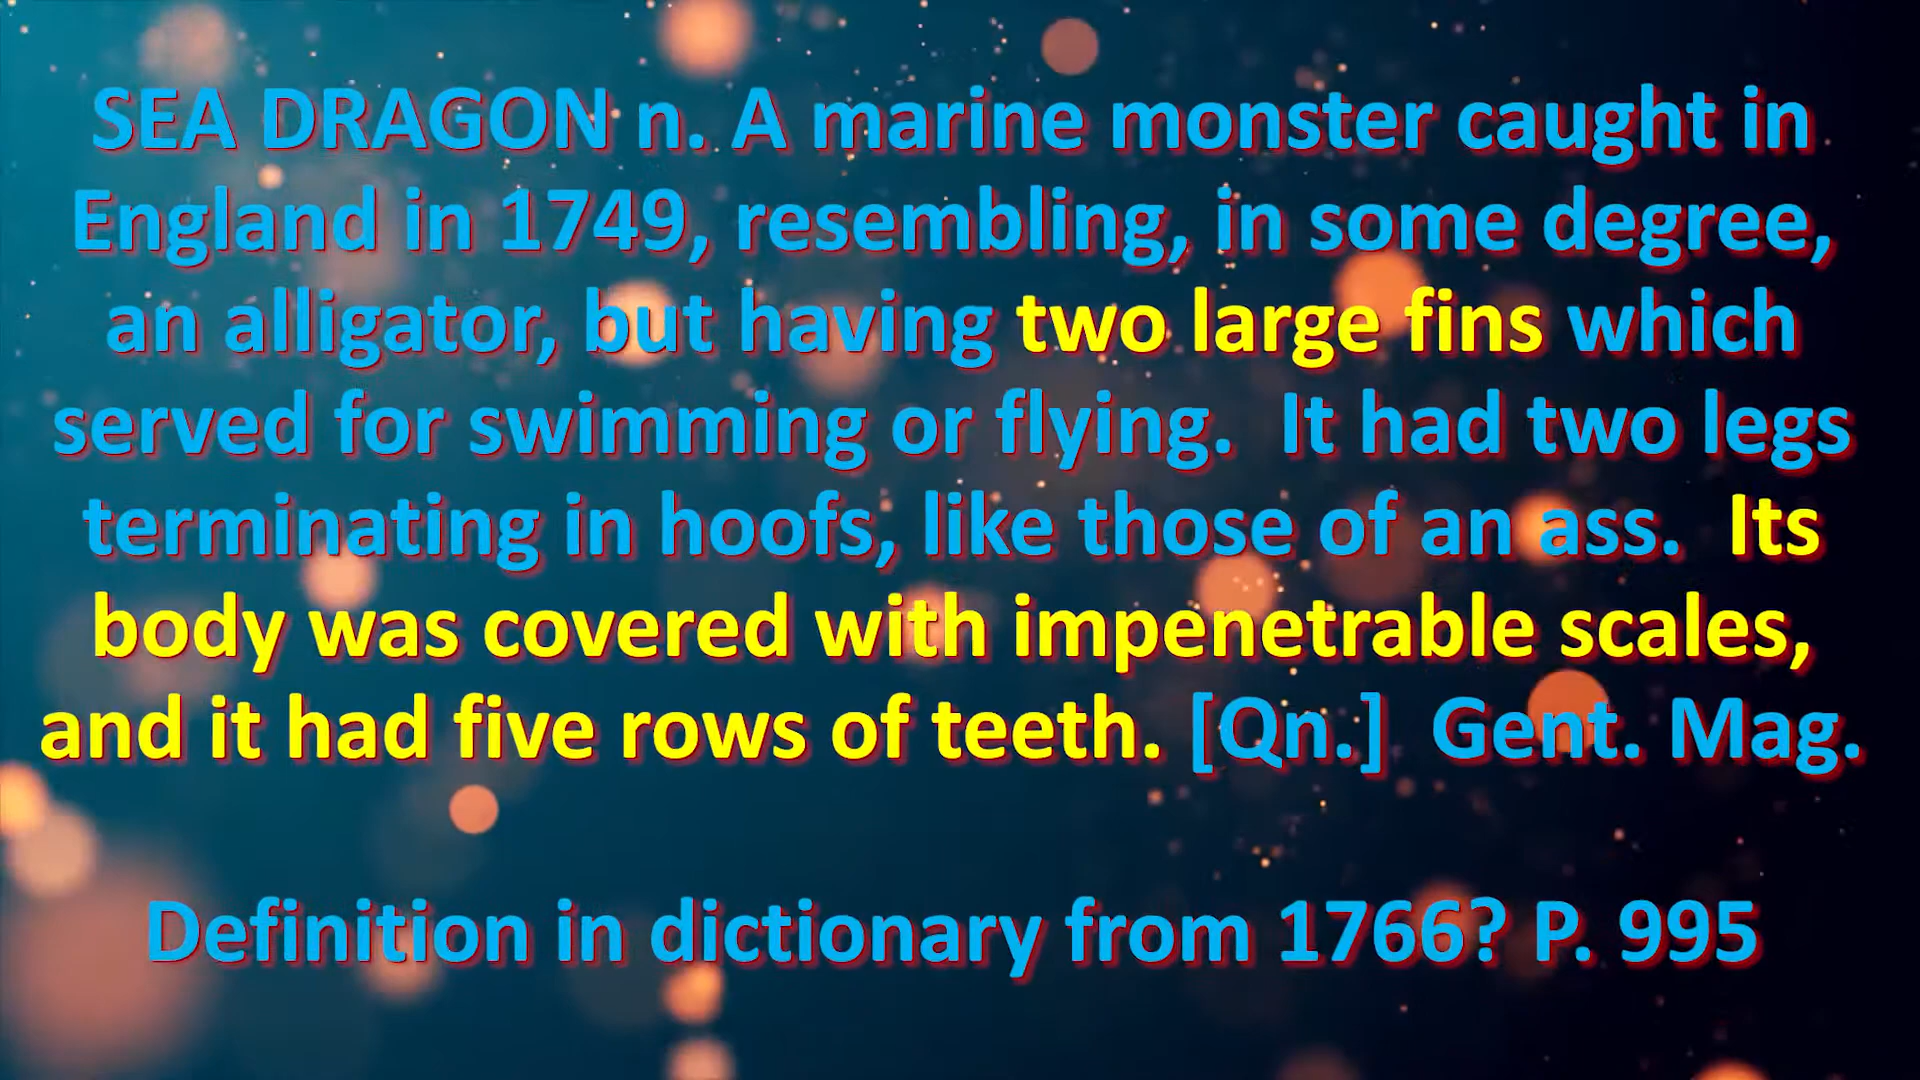 SEA DRAGON n. A marine monster caught in
England in 1749, resembling, in some degree,
an alligator, but having two large fins which
served for swimming or flying.  It had two legs
terminating in hoofs, like those of an ass.  Its
body was covered with impenetrable scales,
and it had five rows of teeth. [Qn.]  Gent. Mag.
Definition in dictionary from 1766? P. 995